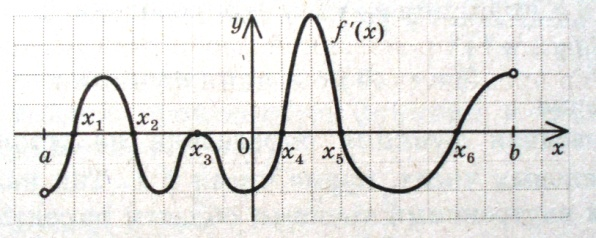 y f′(x)
x₁ x₂
a x₃ 0 x₄ x₅ x₆ b x